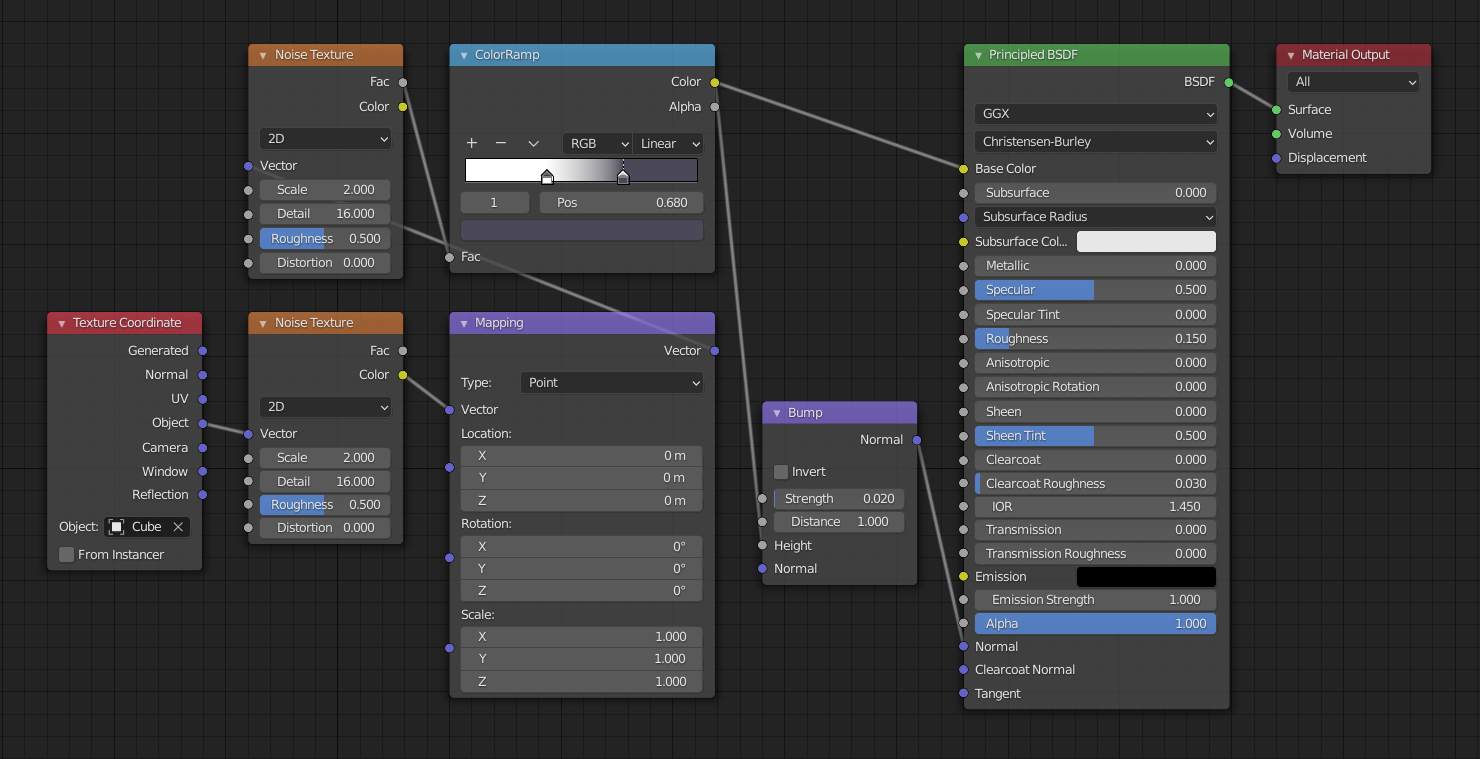 Noise Texture
Fac
Color
2D
Vector
Scale 2.000
Detail 16.000
Roughness 0.500
Distortion 0.000
ColorRamp
Color
Alpha
+ − RGB Linear
1 Pos 0.680
Fac
Texture Coordinate
Generated
Normal
UV
Object
Camera
Window
Reflection
Object: Cube
From Instancer
Noise Texture
Fac
Color
2D
Vector
Scale 2.000
Detail 16.000
Roughness 0.500
Distortion 0.000
Mapping
Vector
Type: Point
Vector
Location:
X 0 m
Y 0 m
Z 0 m
Rotation:
X 0°
Y 0°
Z 0°
Scale:
X 1.000
Y 1.000
Z 1.000
Bump
Normal
Invert
Strength 0.020
Distance 1.000
Height
Normal
Principled BSDF
BSDF
GGX
Christensen-Burley
Base Color
Subsurface 0.000
Subsurface Radius
Subsurface Col...
Metallic 0.000
Specular 0.500
Specular Tint 0.000
Roughness 0.150
Anisotropic 0.000
Anisotropic Rotation 0.000
Sheen 0.000
Sheen Tint 0.500
Clearcoat 0.000
Clearcoat Roughness 0.030
IOR 1.450
Transmission 0.000
Transmission Roughness 0.000
Emission
Emission Strength 1.000
Alpha 1.000
Normal
Clearcoat Normal
Tangent
Material Output
All
Surface
Volume
Displacement